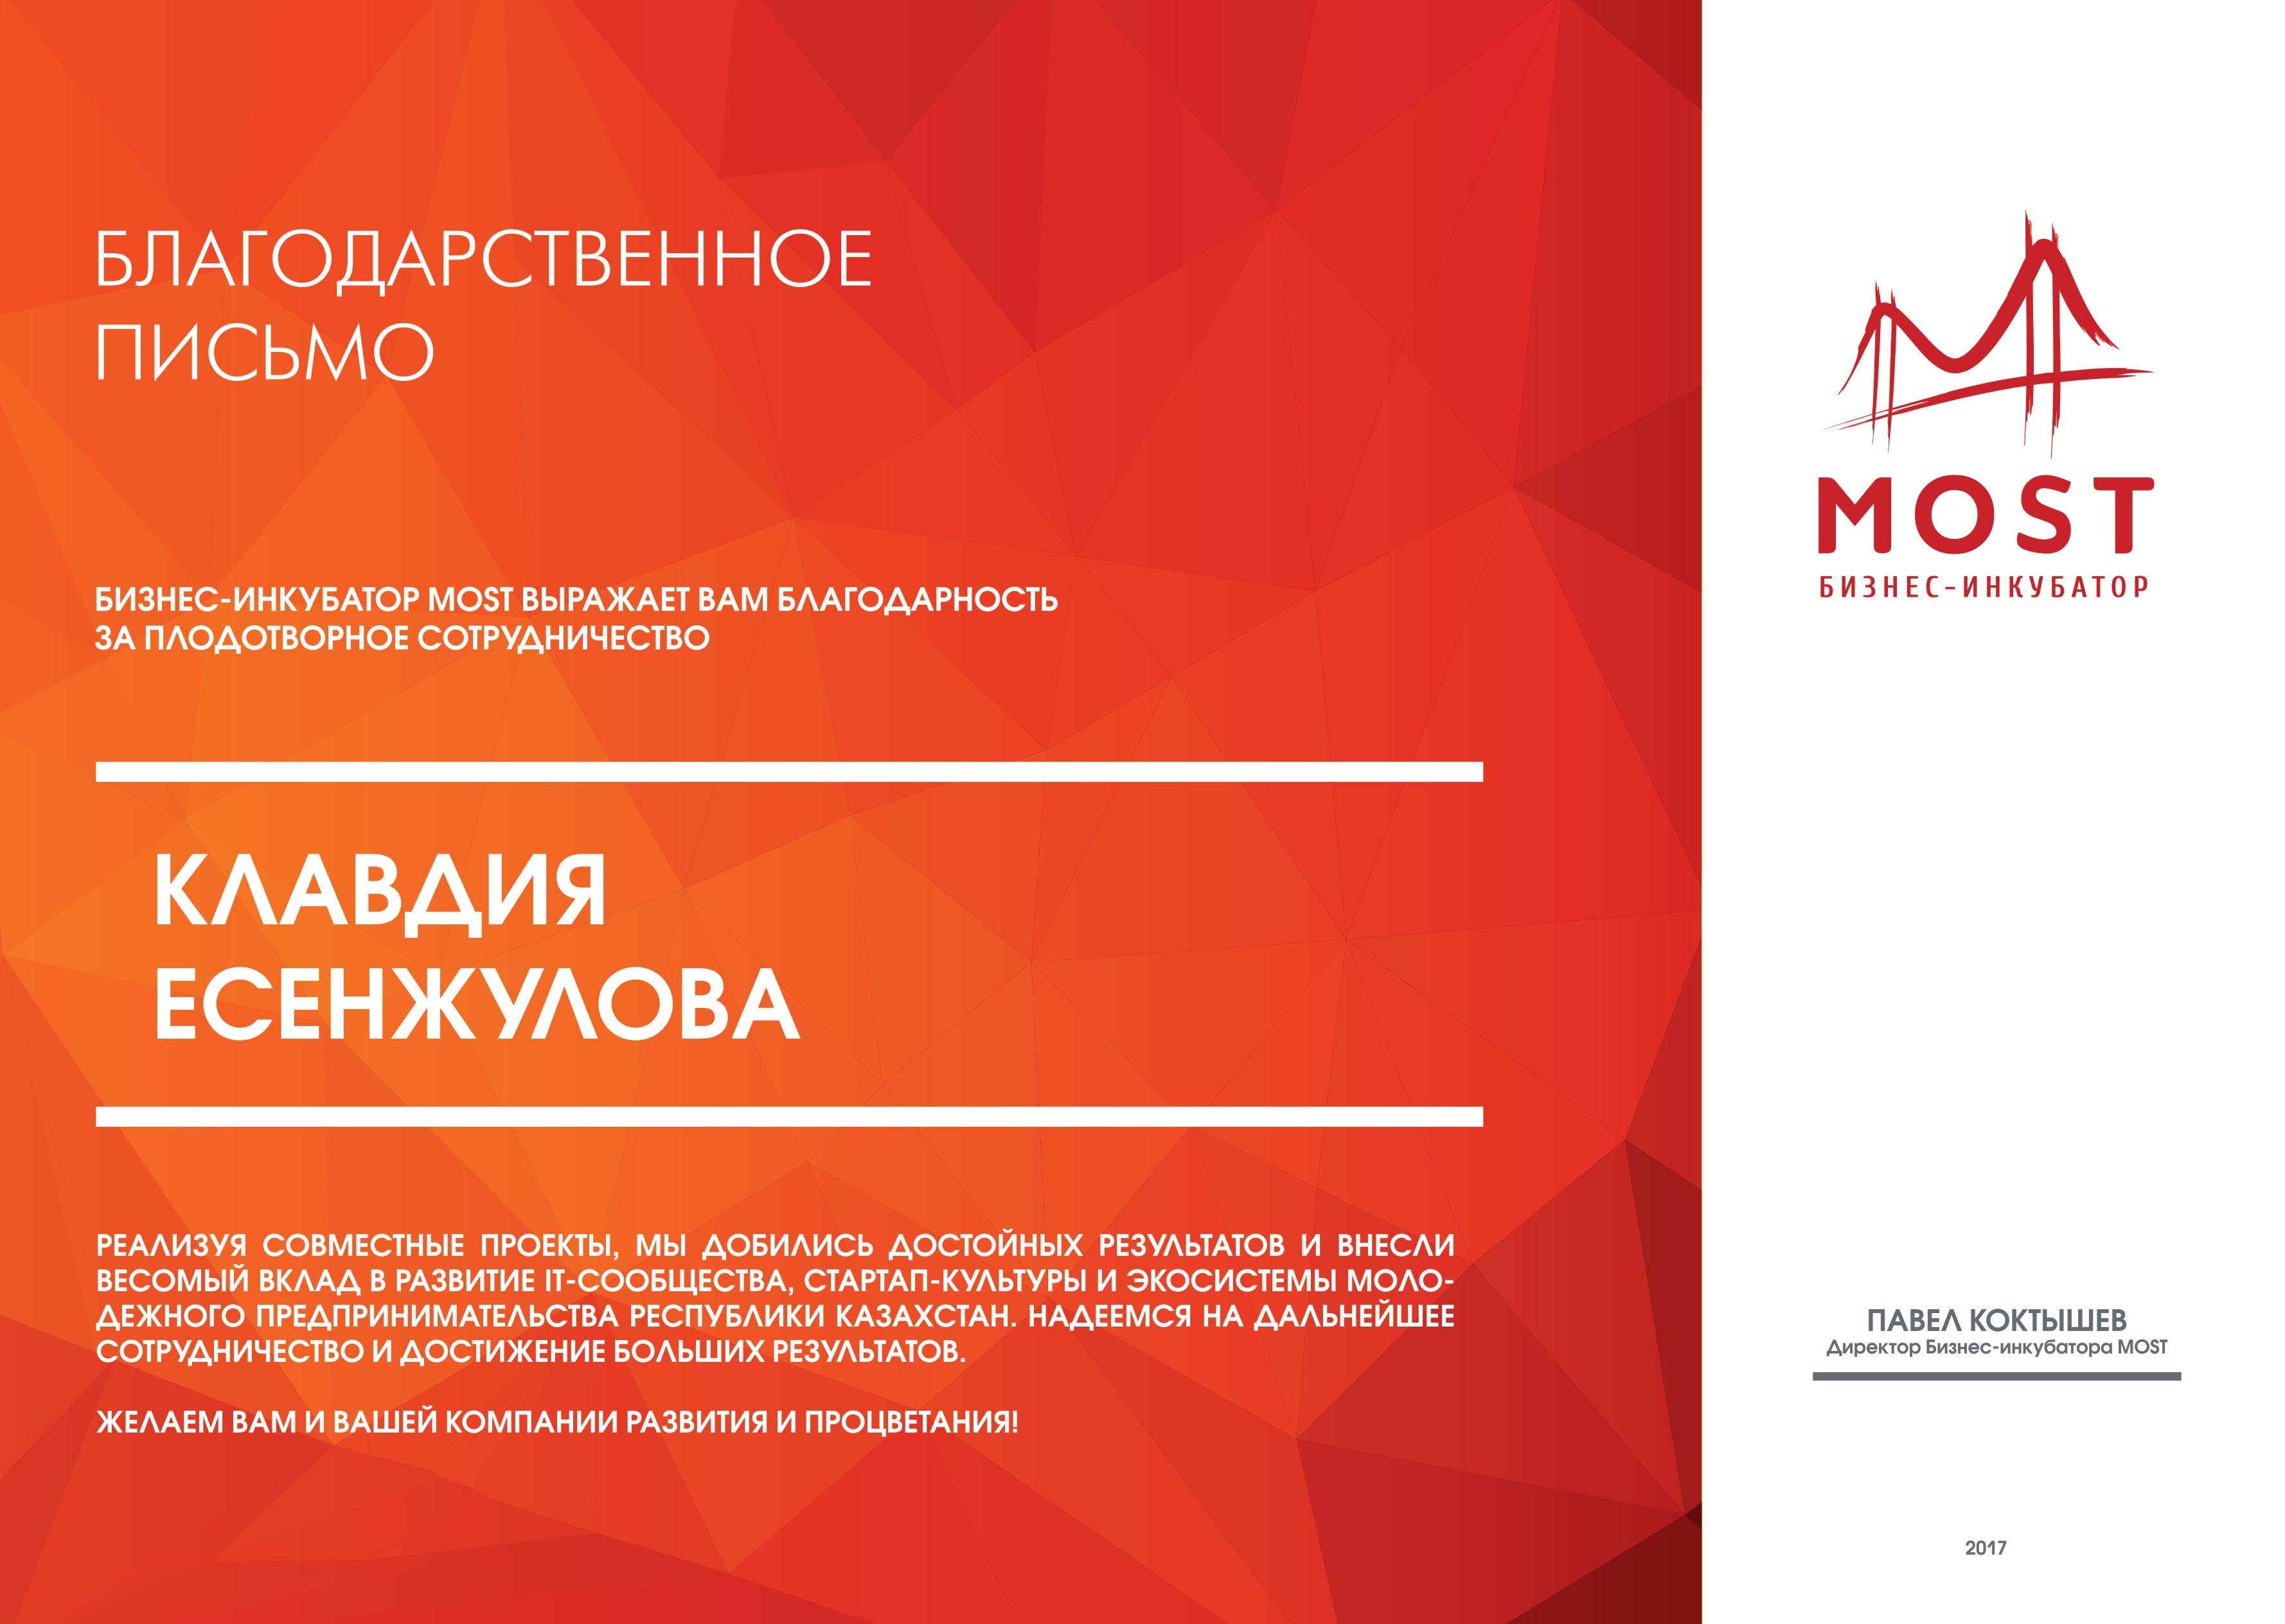 БЛАГОДАРСТВЕННОЕ
ПИСЬМО
БИЗНЕС-ИНКУБАТОР MOST ВЫРАЖАЕТ ВАМ БЛАГОДАРНОСТЬ
ЗА ПЛОДОТВОРНОЕ СОТРУДНИЧЕСТВО
КЛАВДИЯ
ЕСЕНЖУЛОВА
РЕАЛИЗУЯ СОВМЕСТНЫЕ ПРОЕКТЫ, МЫ ДОБИЛИСЬ ДОСТОЙНЫХ РЕЗУЛЬТАТОВ И ВНЕСЛИ
ВЕСОМЫЙ ВКЛАД В РАЗВИТИЕ IT-СООБЩЕСТВА, СТАРТАП-КУЛЬТУРЫ И ЭКОСИСТЕМЫ МОЛО-
ДЕЖНОГО ПРЕДПРИНИМАТЕЛЬСТВА РЕСПУБЛИКИ КАЗАХСТАН. НАДЕЕМСЯ НА ДАЛЬНЕЙШЕЕ
СОТРУДНИЧЕСТВО И ДОСТИЖЕНИЕ БОЛЬШИХ РЕЗУЛЬТАТОВ.
ЖЕЛАЕМ ВАМ И ВАШЕЙ КОМПАНИИ РАЗВИТИЯ И ПРОЦВЕТАНИЯ!
MOST
БИЗНЕС-ИНКУБАТОР
ПАВЕЛ КОКТЫШЕВ
Директор Бизнес-инкубатора MOST
2017